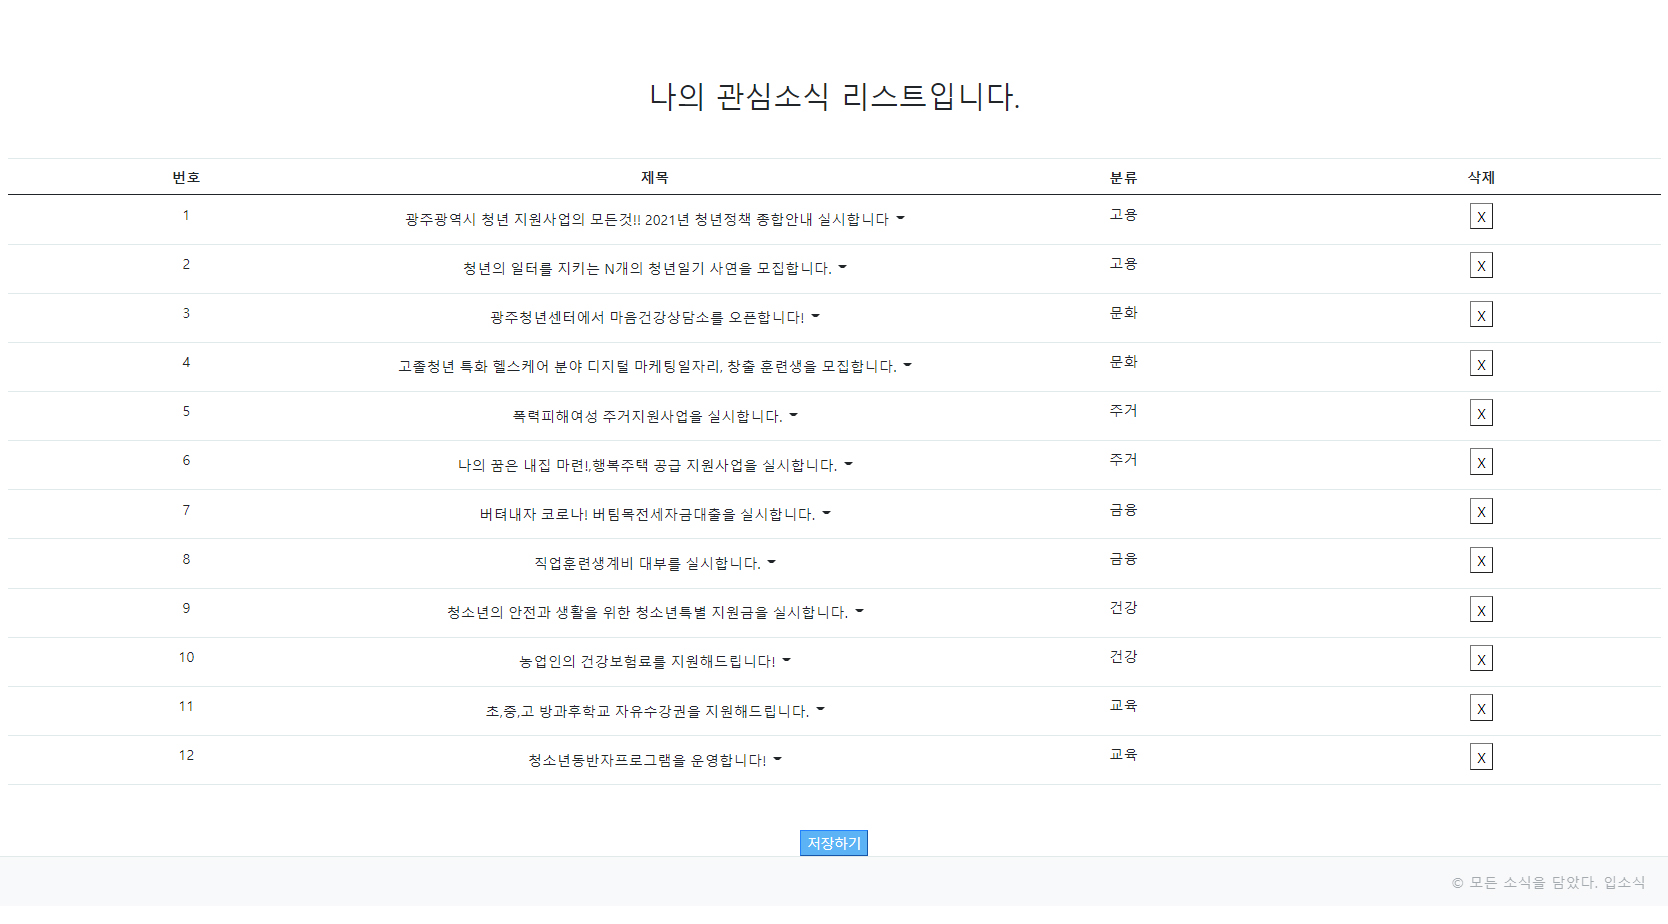 나의 관심소식 리스트입니다.
번호 제목 분류 삭제
1 광주광역시 청년 지원사업의 모든것!! 2021년 청년정책 종합안내 실시합니다 고용 X
2 청년의 일터를 지키는 N개의 청년일기 사연을 모집합니다. 고용 X
3 광주청년센터에서 마음건강상담소를 오픈합니다! 문화 X
4 고졸청년 특화 헬스케어 분야 디지털 마케팅일자리, 창출 훈련생을 모집합니다. 문화 X
5 폭력피해여성 주거지원사업을 실시합니다. 주거 X
6 나의 꿈은 내집 마련!,행복주택 공급 지원사업을 실시합니다. 주거 X
7 버텨내자 코로나! 버팀목전세자금대출을 실시합니다. 금융 X
8 직업훈련생계비 대부를 실시합니다. 금융 X
9 청소년의 안전과 생활을 위한 청소년특별 지원금을 실시합니다. 건강 X
10 농업인의 건강보험료를 지원해드립니다! 건강 X
11 초,중,고 방과후학교 자유수강권을 지원해드립니다. 교육 X
12 청소년동반자프로그램을 운영합니다! 교육 X
저장하기
© 모든 소식을 담았다. 입소식